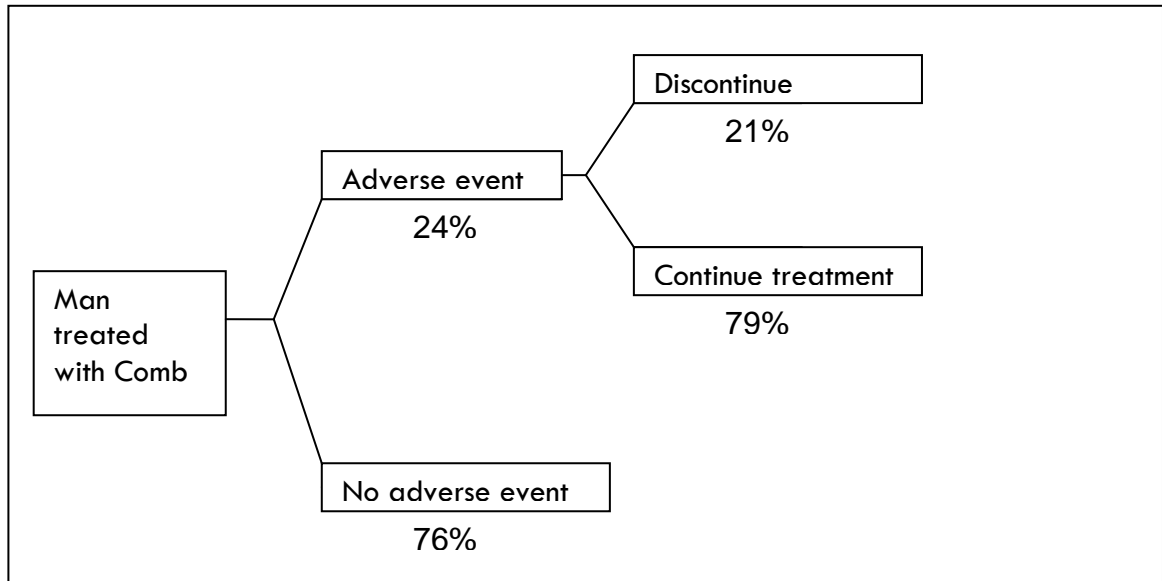 Discontinue
21%
Adverse event
24%
Continue treatment
79%
Man
treated
with Comb
No adverse event
76%